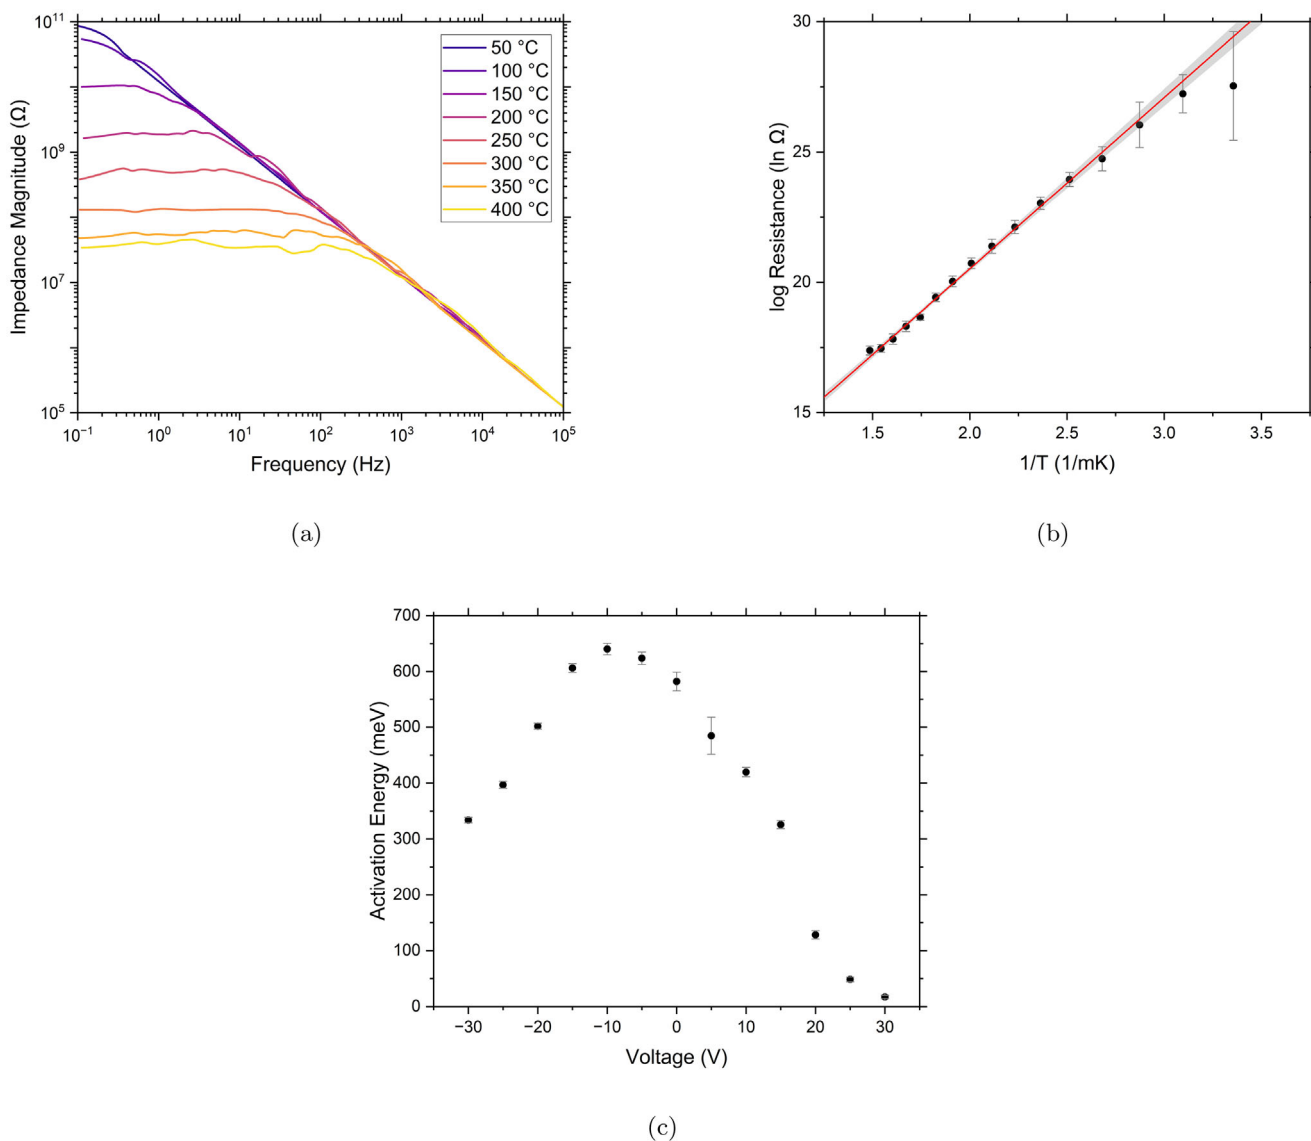 10¹¹
10⁹
10⁷
10⁵
Impedance Magnitude (Ω)
50 °C
100 °C
150 °C
200 °C
250 °C
300 °C
350 °C
400 °C
10⁻¹ 10⁰ 10¹ 10² 10³ 10⁴ 10⁵
Frequency (Hz)
(a)
30
25
20
15
log Resistance (ln Ω)
1.5 2.0 2.5 3.0 3.5
1/T (1/mK)
(b)
700
600
500
400
300
200
100
0
Activation Energy (meV)
−30 −20 −10 0 10 20 30
Voltage (V)
(c)